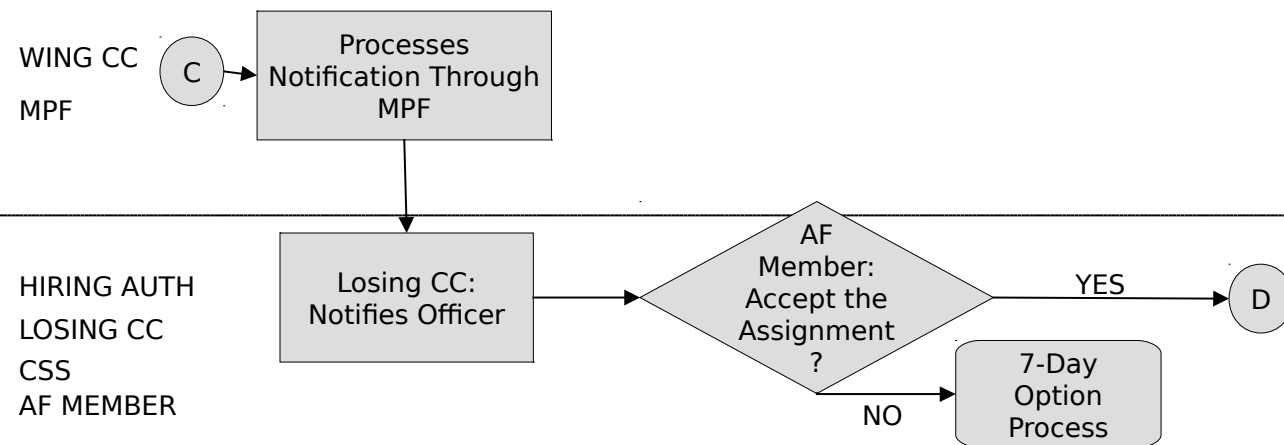 WING CC
MPF
C
Processes
Notification Through
MPF
HIRING AUTH
LOSING CC
CSS
AF MEMBER
Losing CC:
Notifies Officer
AF
Member:
Accept the
Assignment
?
YES
D
NO
7-Day
Option
Process